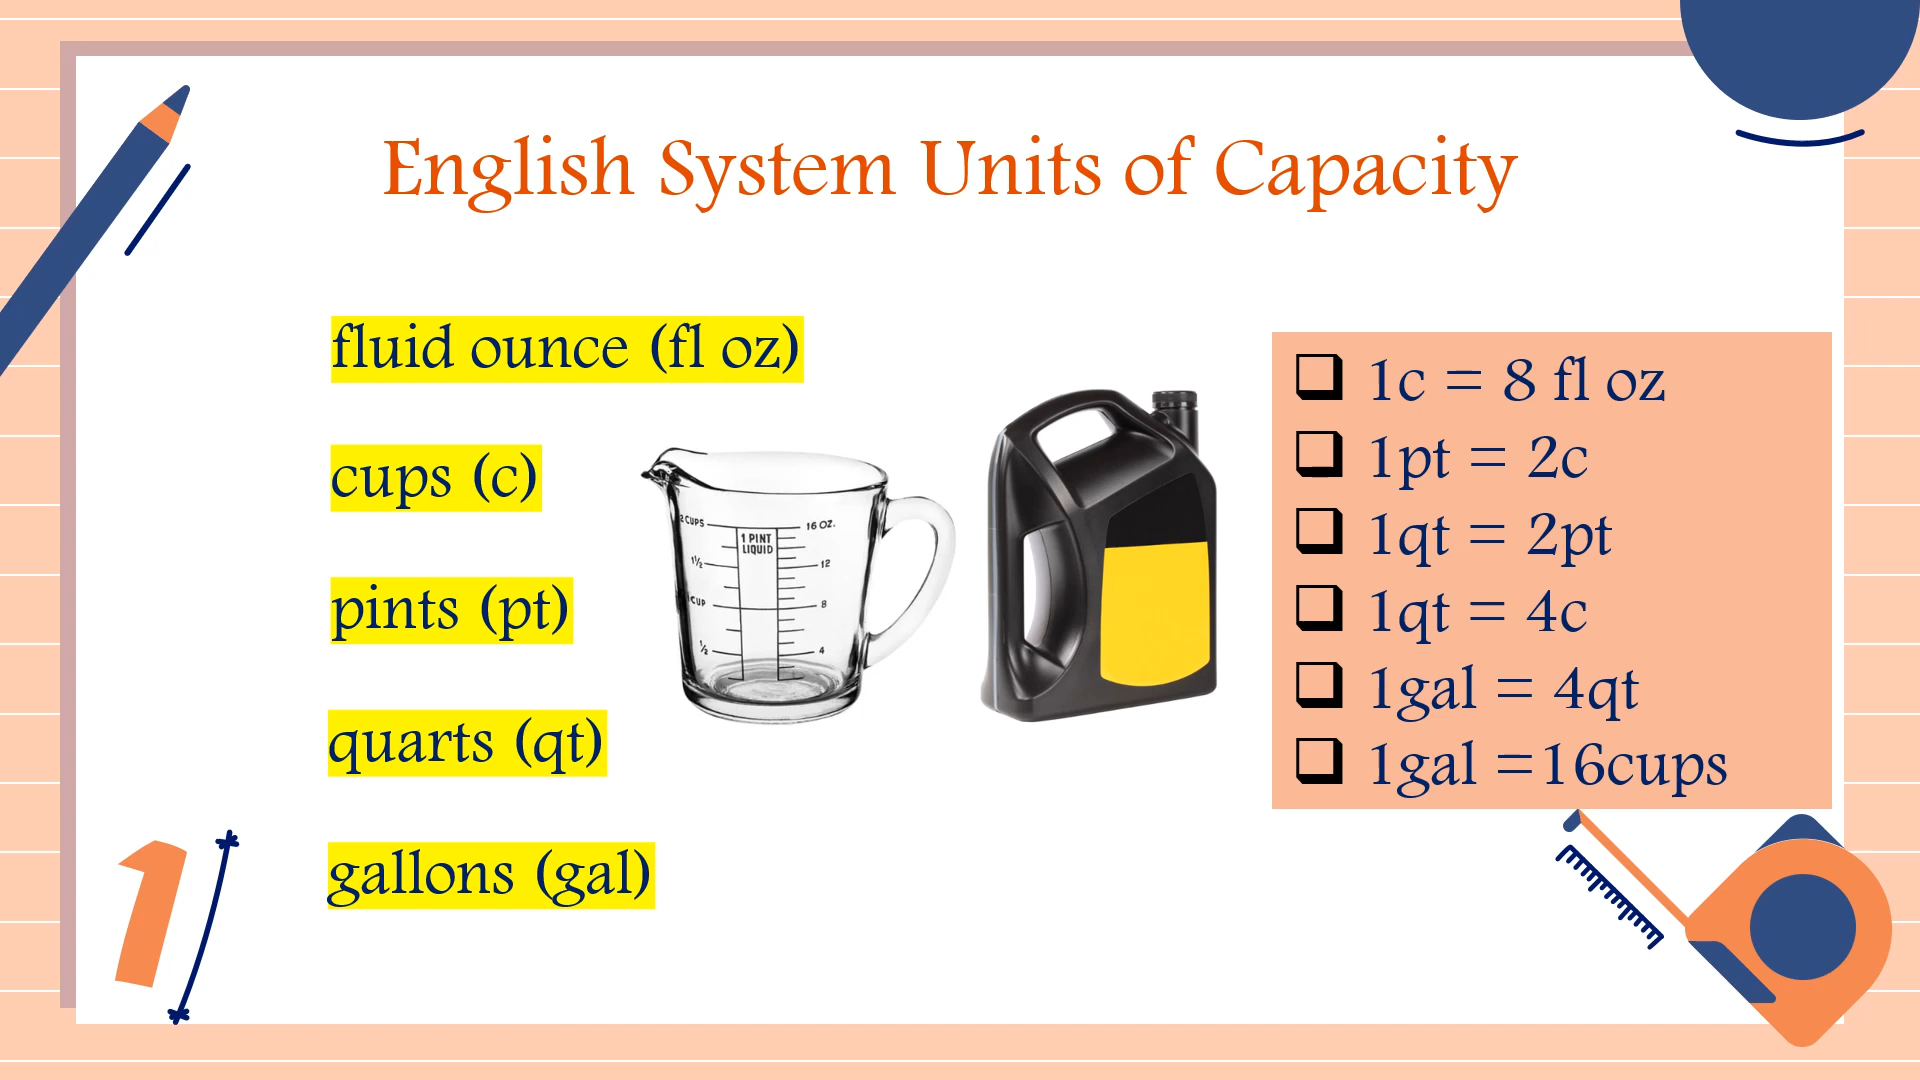 English System Units of Capacity
fluid ounce (fl oz)
cups (c)
pints (pt)
quarts (qt)
gallons (gal)
2 CUPS 16 OZ.
1 PINT
LIQUID
1½ 12
CUP 8
½ 4
1c = 8 fl oz
1pt = 2c
1qt = 2pt
1qt = 4c
1gal = 4qt
1gal =16cups
1